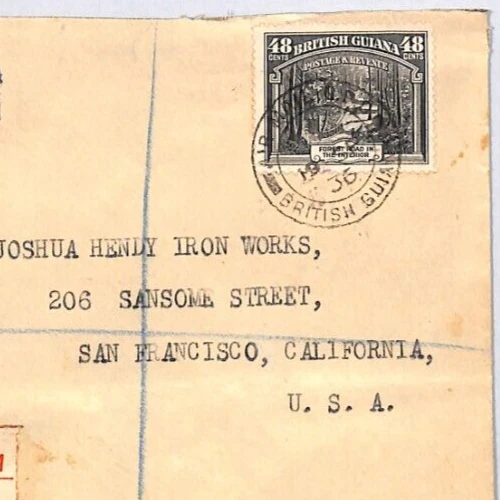 48 BRITISH GUIANA 48
CENTS POSTAGE & REVENUE CENTS
FOREST ROAD IN
THE INTERIOR
36
BRITISH GUIA
JOSHUA HENDY IRON WORKS,
206 SANSOME STREET,
SAN FRANCISCO, CALIFORNIA,
U. S. A.